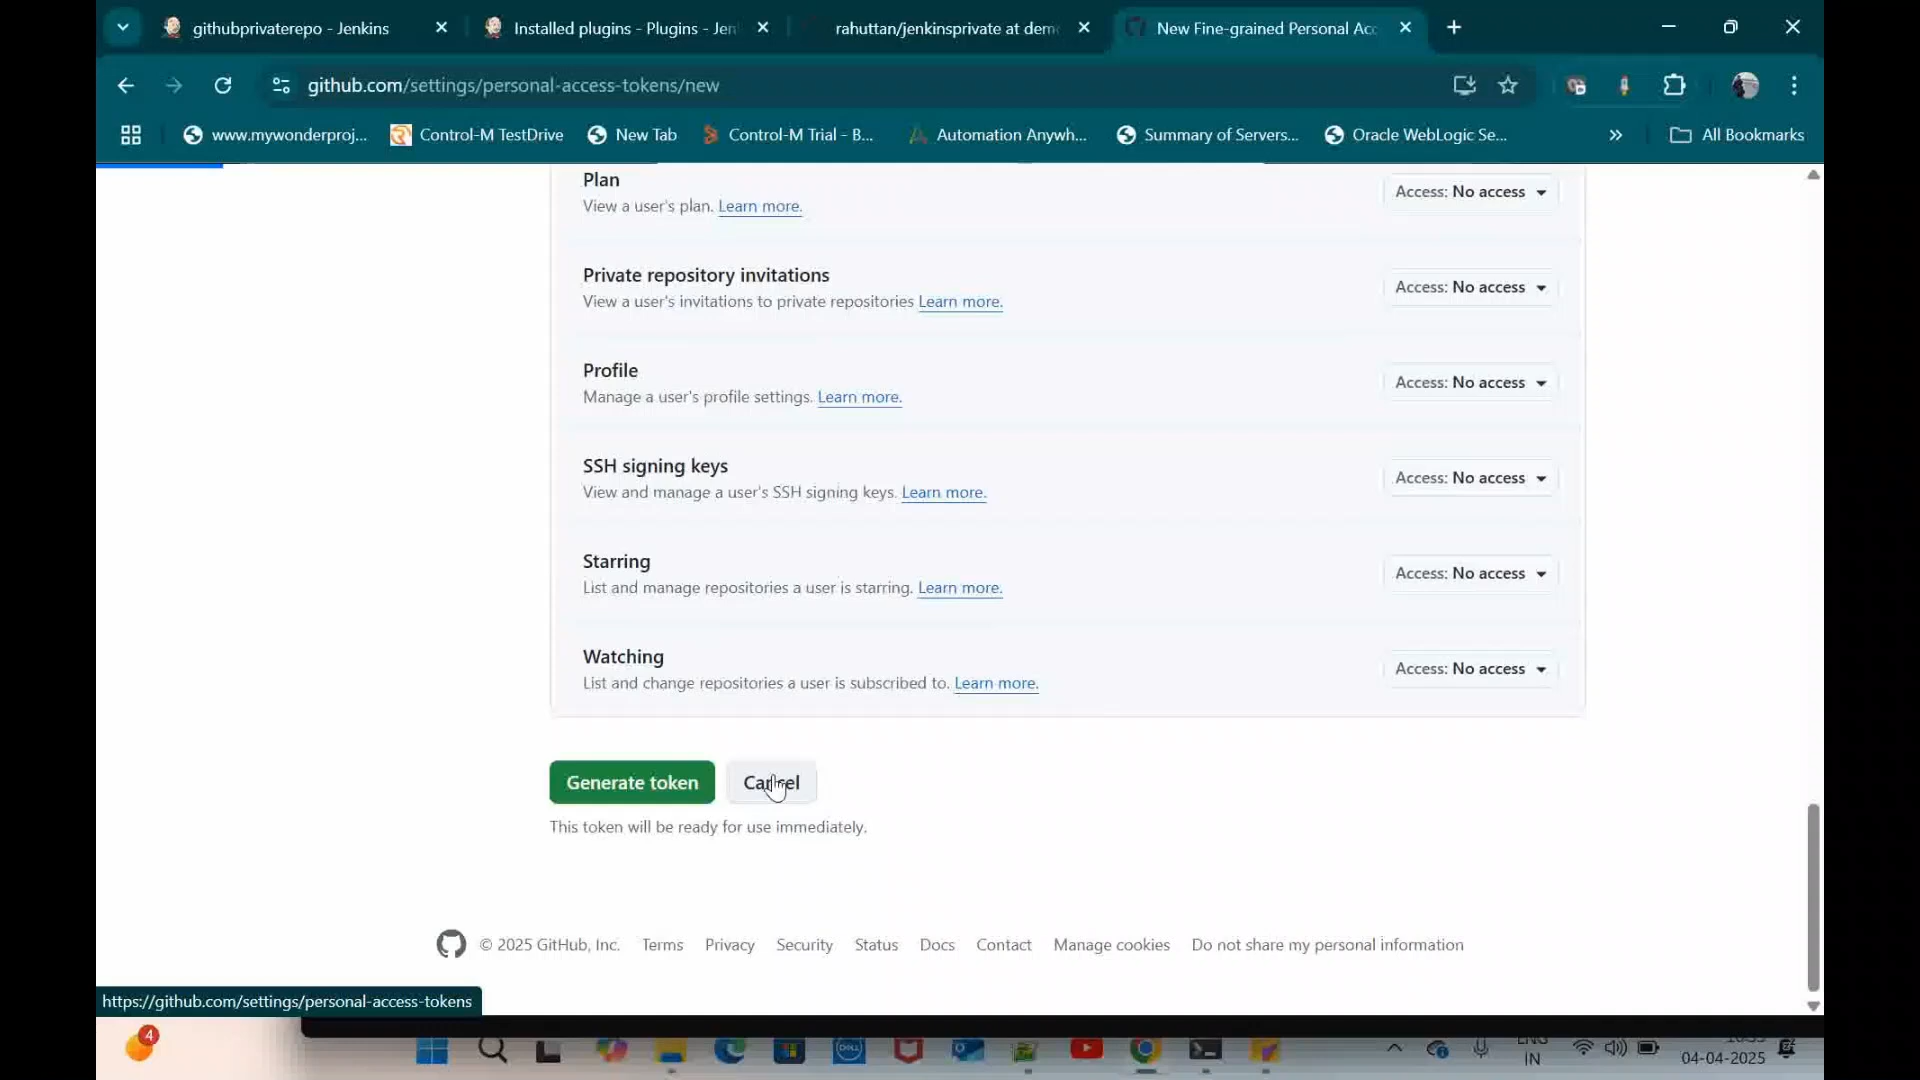 githubprivaterepo - Jenkins
Installed plugins - Plugins - Jen
rahuttan/jenkinsprivate at dem
New Fine-grained Personal Acc
github.com/settings/personal-access-tokens/new
www.mywonderproj...
Control-M TestDrive
New Tab
Control-M Trial - B...
Automation Anywh...
Summary of Servers...
Oracle WebLogic Se...
All Bookmarks
Plan
View a user's plan. Learn more.
Access: No access
Private repository invitations
View a user's invitations to private repositories Learn more.
Access: No access
Profile
Manage a user's profile settings. Learn more.
Access: No access
SSH signing keys
View and manage a user's SSH signing keys. Learn more.
Access: No access
Starring
List and manage repositories a user is starring. Learn more.
Access: No access
Watching
List and change repositories a user is subscribed to. Learn more.
Access: No access
Generate token
Cancel
This token will be ready for use immediately.
© 2025 GitHub, Inc.
Terms
Privacy
Security
Status
Docs
Contact
Manage cookies
Do not share my personal information
https://github.com/settings/personal-access-tokens
4
DELL
ENG
IN
04-04-2025